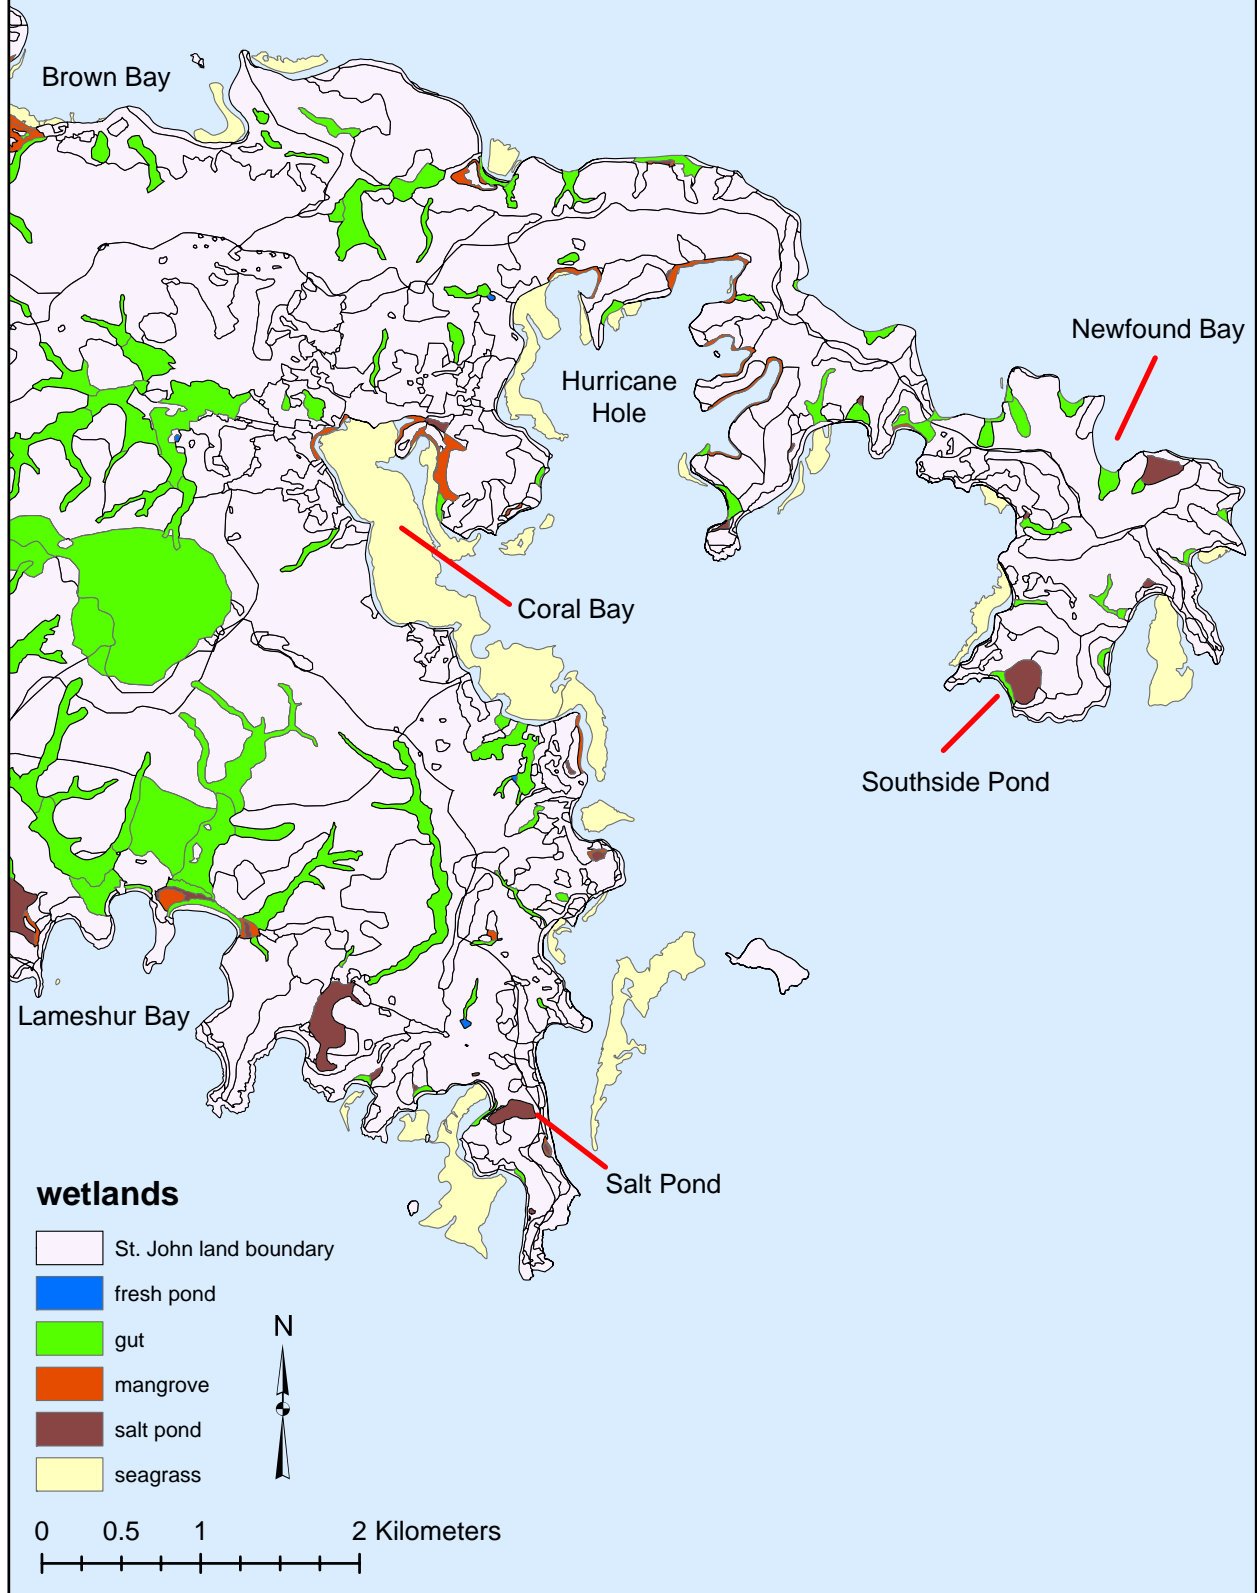 Brown Bay
Newfound Bay
Hurricane
Hole
Coral Bay
Southside Pond
Lameshur Bay
Salt Pond
wetlands
St. John land boundary
fresh pond
gut
mangrove
salt pond
seagrass
N
0 0.5 1 2 Kilometers